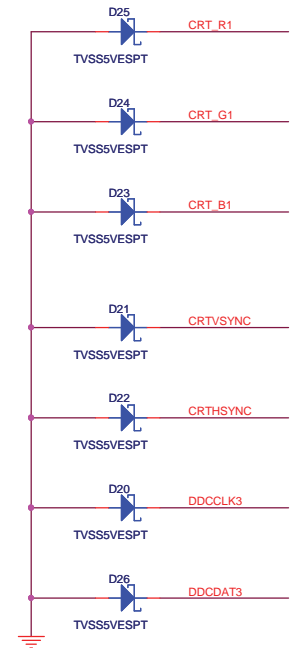 D25
CRT_R1
TVSS5VESPT
D24
CRT_G1
TVSS5VESPT
D23
CRT_B1
TVSS5VESPT
D21
CRTVSYNC
TVSS5VESPT
D22
CRTHSYNC
TVSS5VESPT
D20
DDCCLK3
TVSS5VESPT
D26
DDCDAT3
TVSS5VESPT